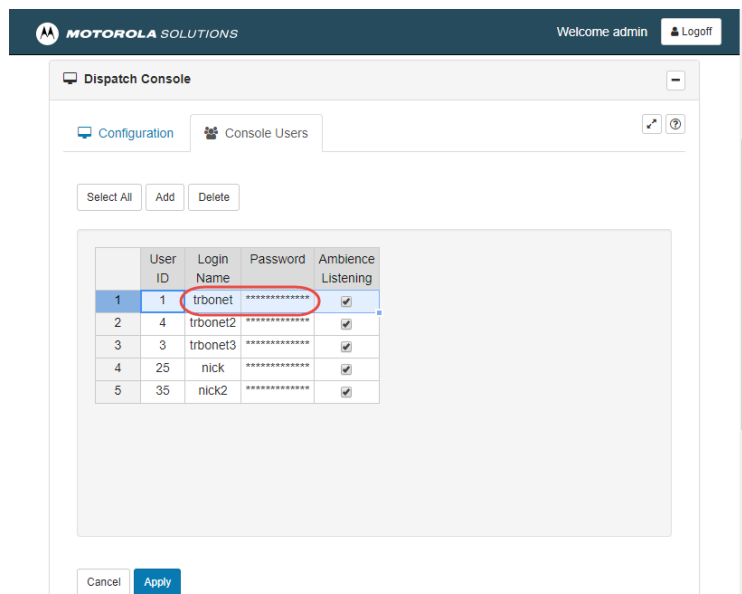 MOTOROLA SOLUTIONS Welcome admin Logoff
Dispatch Console
Configuration Console Users
Select All Add Delete
User ID Login Name Password Ambience Listening
1 1 trbonet *************
2 4 trbonet2 *************
3 3 trbonet3 *************
4 25 nick *************
5 35 nick2 *************
Cancel Apply